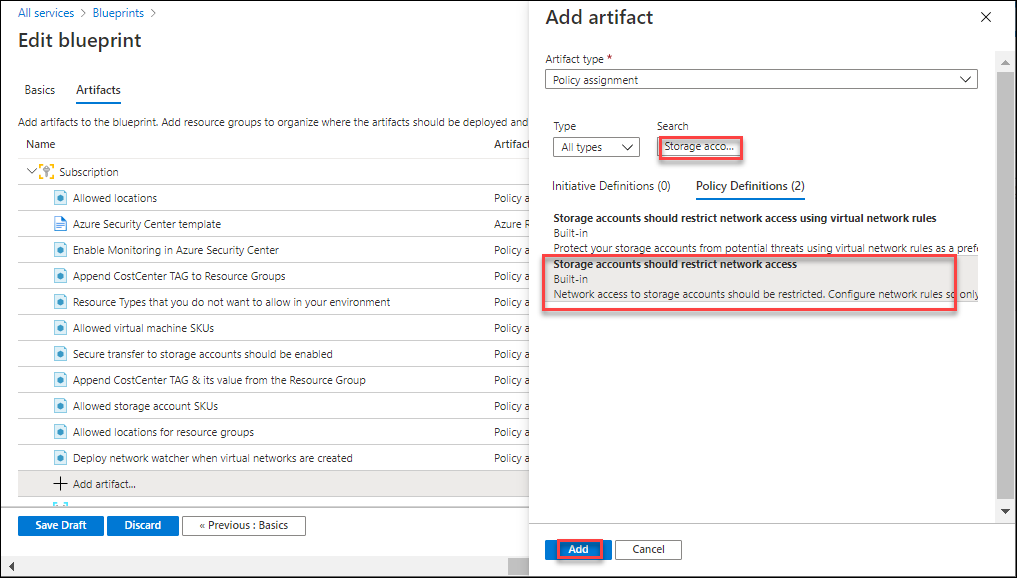 All services > Blueprints >
Edit blueprint
Basics Artifacts
Add artifacts to the blueprint. Add resource groups to organize where the artifacts should be deployed and
Name Artifact
Subscription
Allowed locations Policy a
Azure Security Center template Azure R
Enable Monitoring in Azure Security Center Policy a
Append CostCenter TAG to Resource Groups Policy a
Resource Types that you do not want to allow in your environment Policy a
Allowed virtual machine SKUs Policy a
Secure transfer to storage accounts should be enabled Policy a
Append CostCenter TAG & its value from the Resource Group Policy a
Allowed storage account SKUs Policy a
Allowed locations for resource groups Policy a
Deploy network watcher when virtual networks are created Policy a
Add artifact...
Save Draft Discard « Previous : Basics
Add artifact
Artifact type *
Policy assignment
Type Search
All types Storage acco...
Initiative Definitions (0) Policy Definitions (2)
Storage accounts should restrict network access using virtual network rules
Built-in
Protect your storage accounts from potential threats using virtual network rules as a prefe
Storage accounts should restrict network access
Built-in
Network access to storage accounts should be restricted. Configure network rules so only
Add Cancel